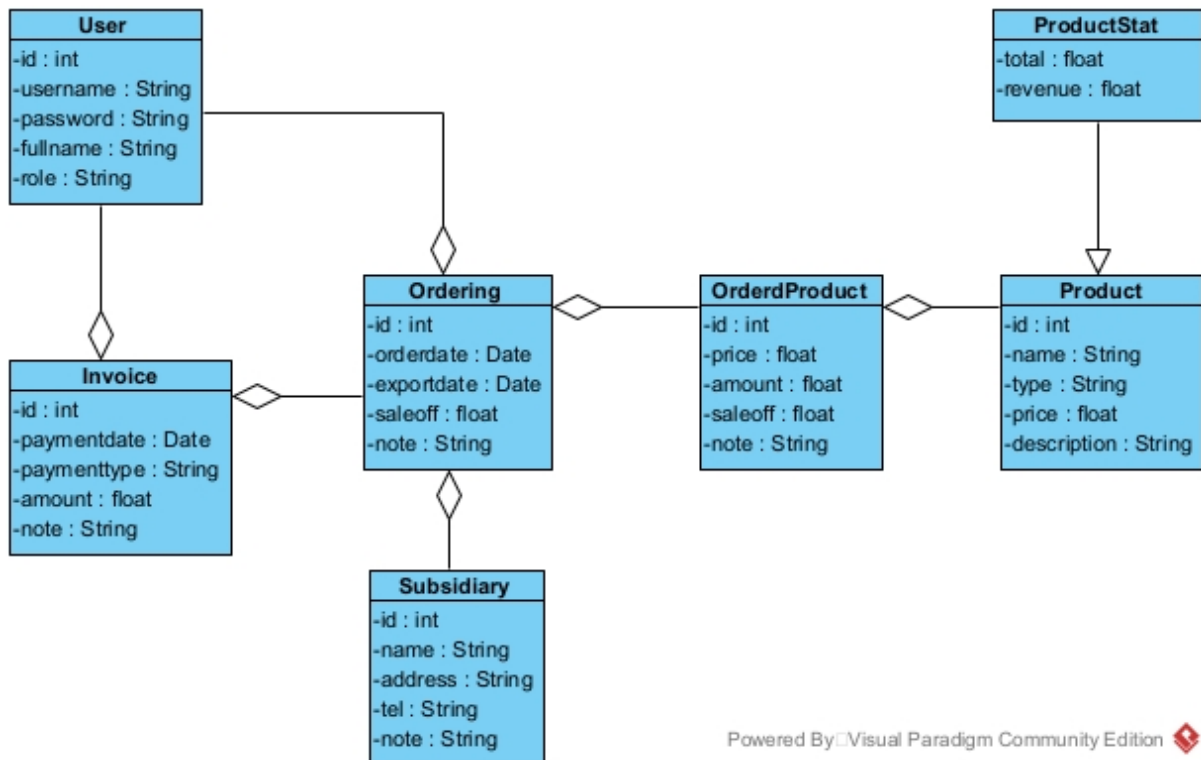 User
-id : int
-username : String
-password : String
-fullname : String
-role : String
ProductStat
-total : float
-revenue : float
Ordering
-id : int
-orderdate : Date
-exportdate : Date
-saleoff : float
-note : String
OrderdProduct
-id : int
-price : float
-amount : float
-saleoff : float
-note : String
Product
-id : int
-name : String
-type : String
-price : float
-description : String
Invoice
-id : int
-paymentdate : Date
-paymenttype : String
-amount : float
-note : String
Subsidiary
-id : int
-name : String
-address : String
-tel : String
-note : String
Powered By Visual Paradigm Community Edition